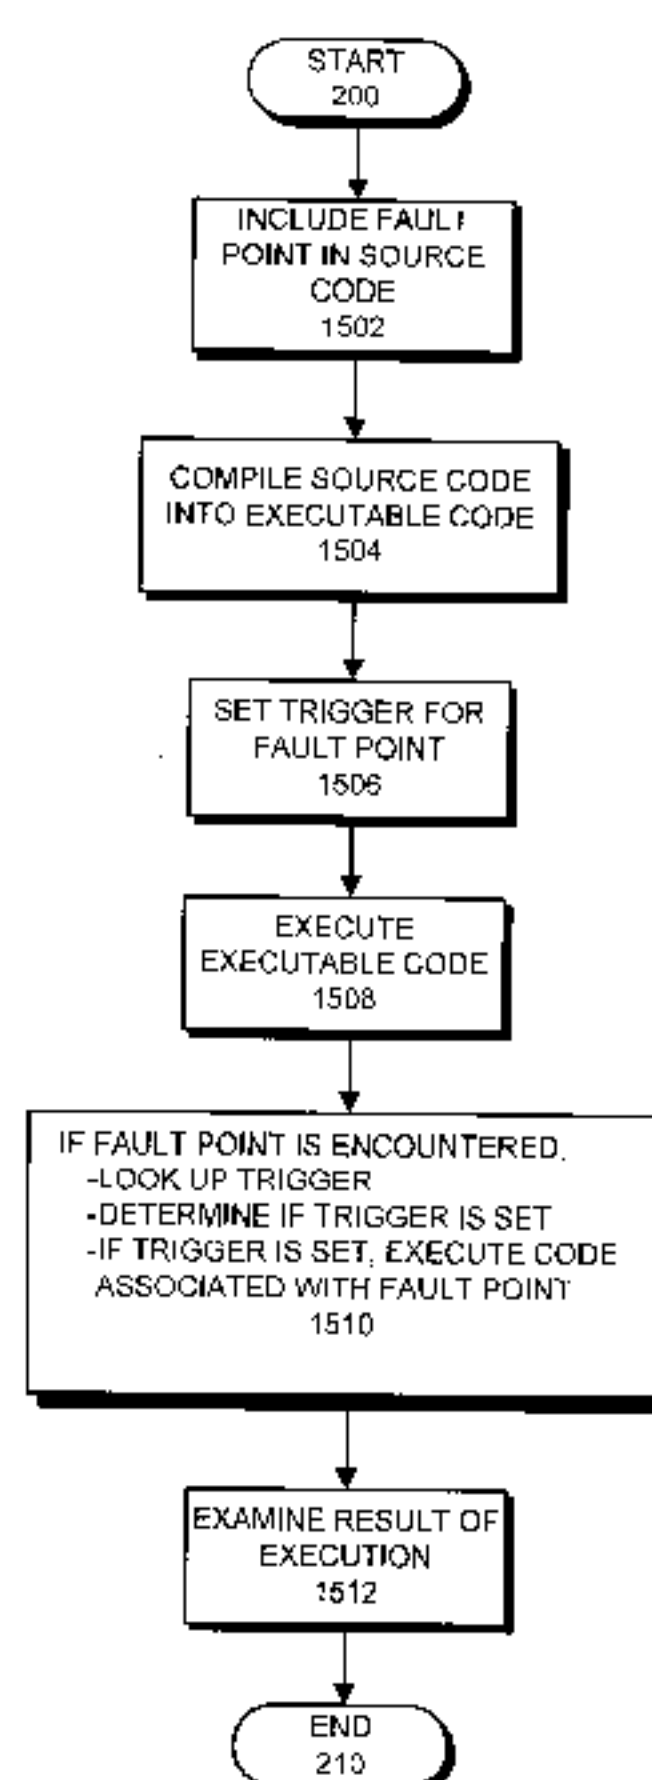 START
200
INCLUDE FAULT
POINT IN SOURCE
CODE
1502
COMPILE SOURCE CODE
INTO EXECUTABLE CODE
1504
SET TRIGGER FOR
FAULT POINT
1506
EXECUTE
EXECUTABLE CODE
1508
IF FAULT POINT IS ENCOUNTERED.
-LOOK UP TRIGGER
-DETERMINE IF TRIGGER IS SET
-IF TRIGGER IS SET, EXECUTE CODE
ASSOCIATED WITH FAULT POINT
1510
EXAMINE RESULT OF
EXECUTION
1512
END
210